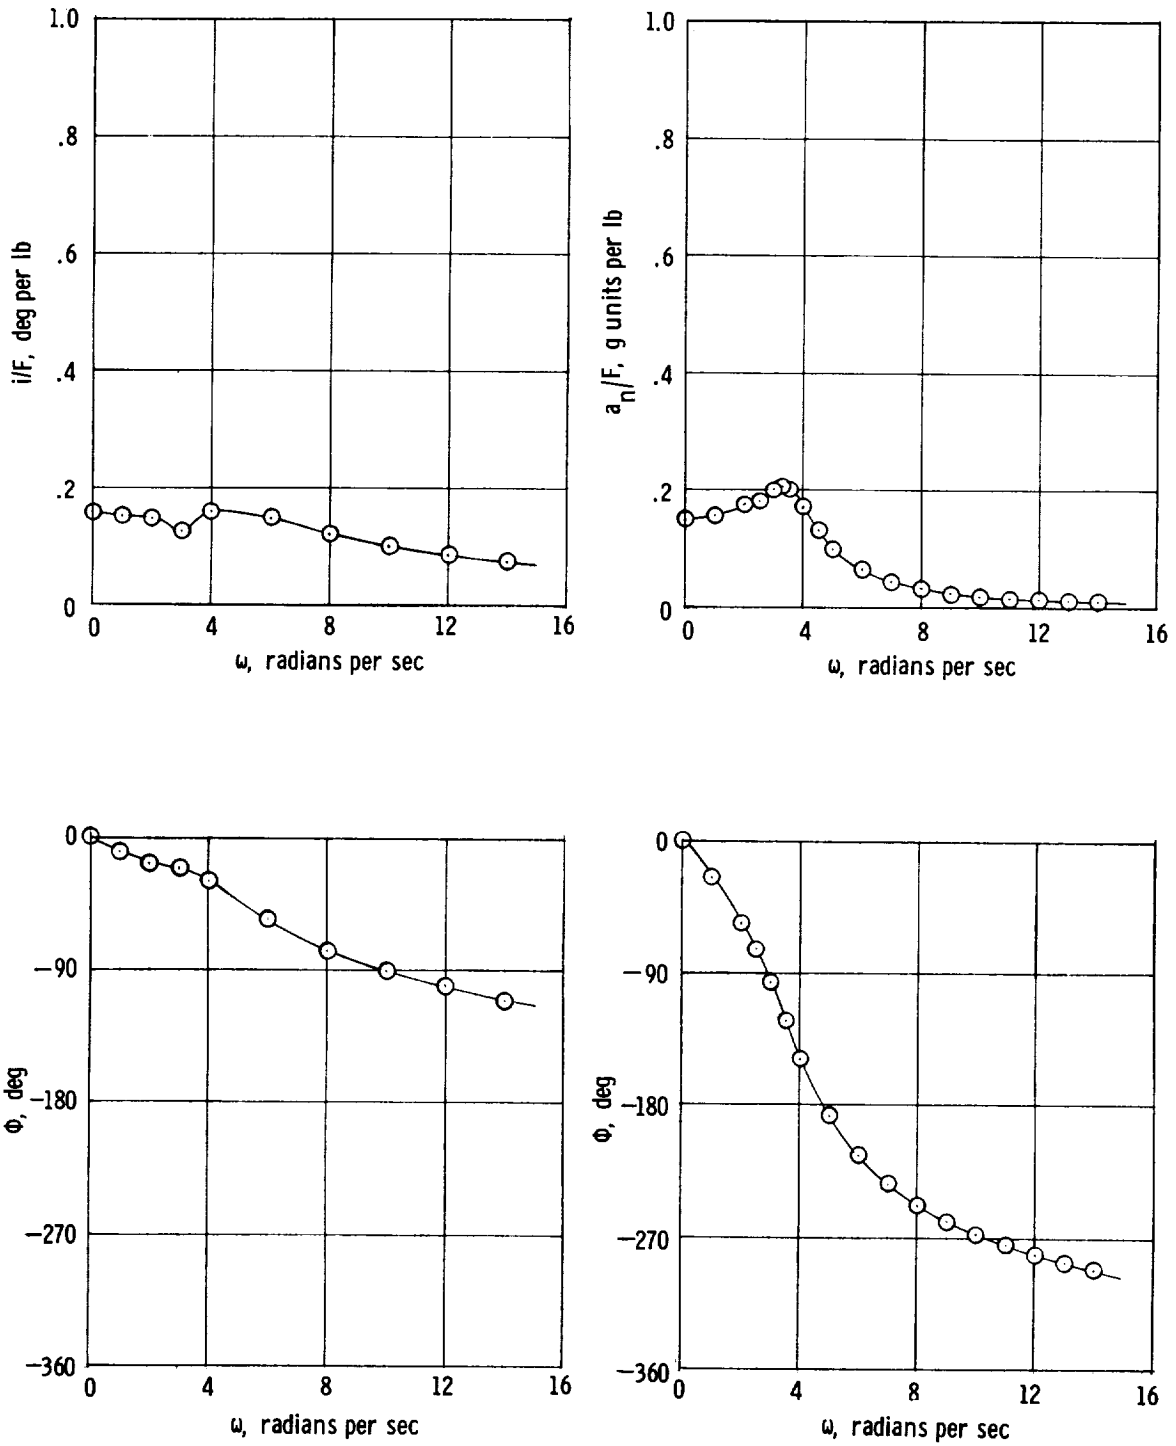 1.0
.8
.6
.4
.2
0
i/F, deg per lb
0 4 8 12 16
ω, radians per sec
1.0
.8
.6
.4
.2
0
an/F, g units per lb
0 4 8 12 16
ω, radians per sec
0
−90
−180
−270
−360
Φ, deg
0 4 8 12 16
ω, radians per sec
0
−90
−180
−270
−360
Φ, deg
0 4 8 12 16
ω, radians per sec